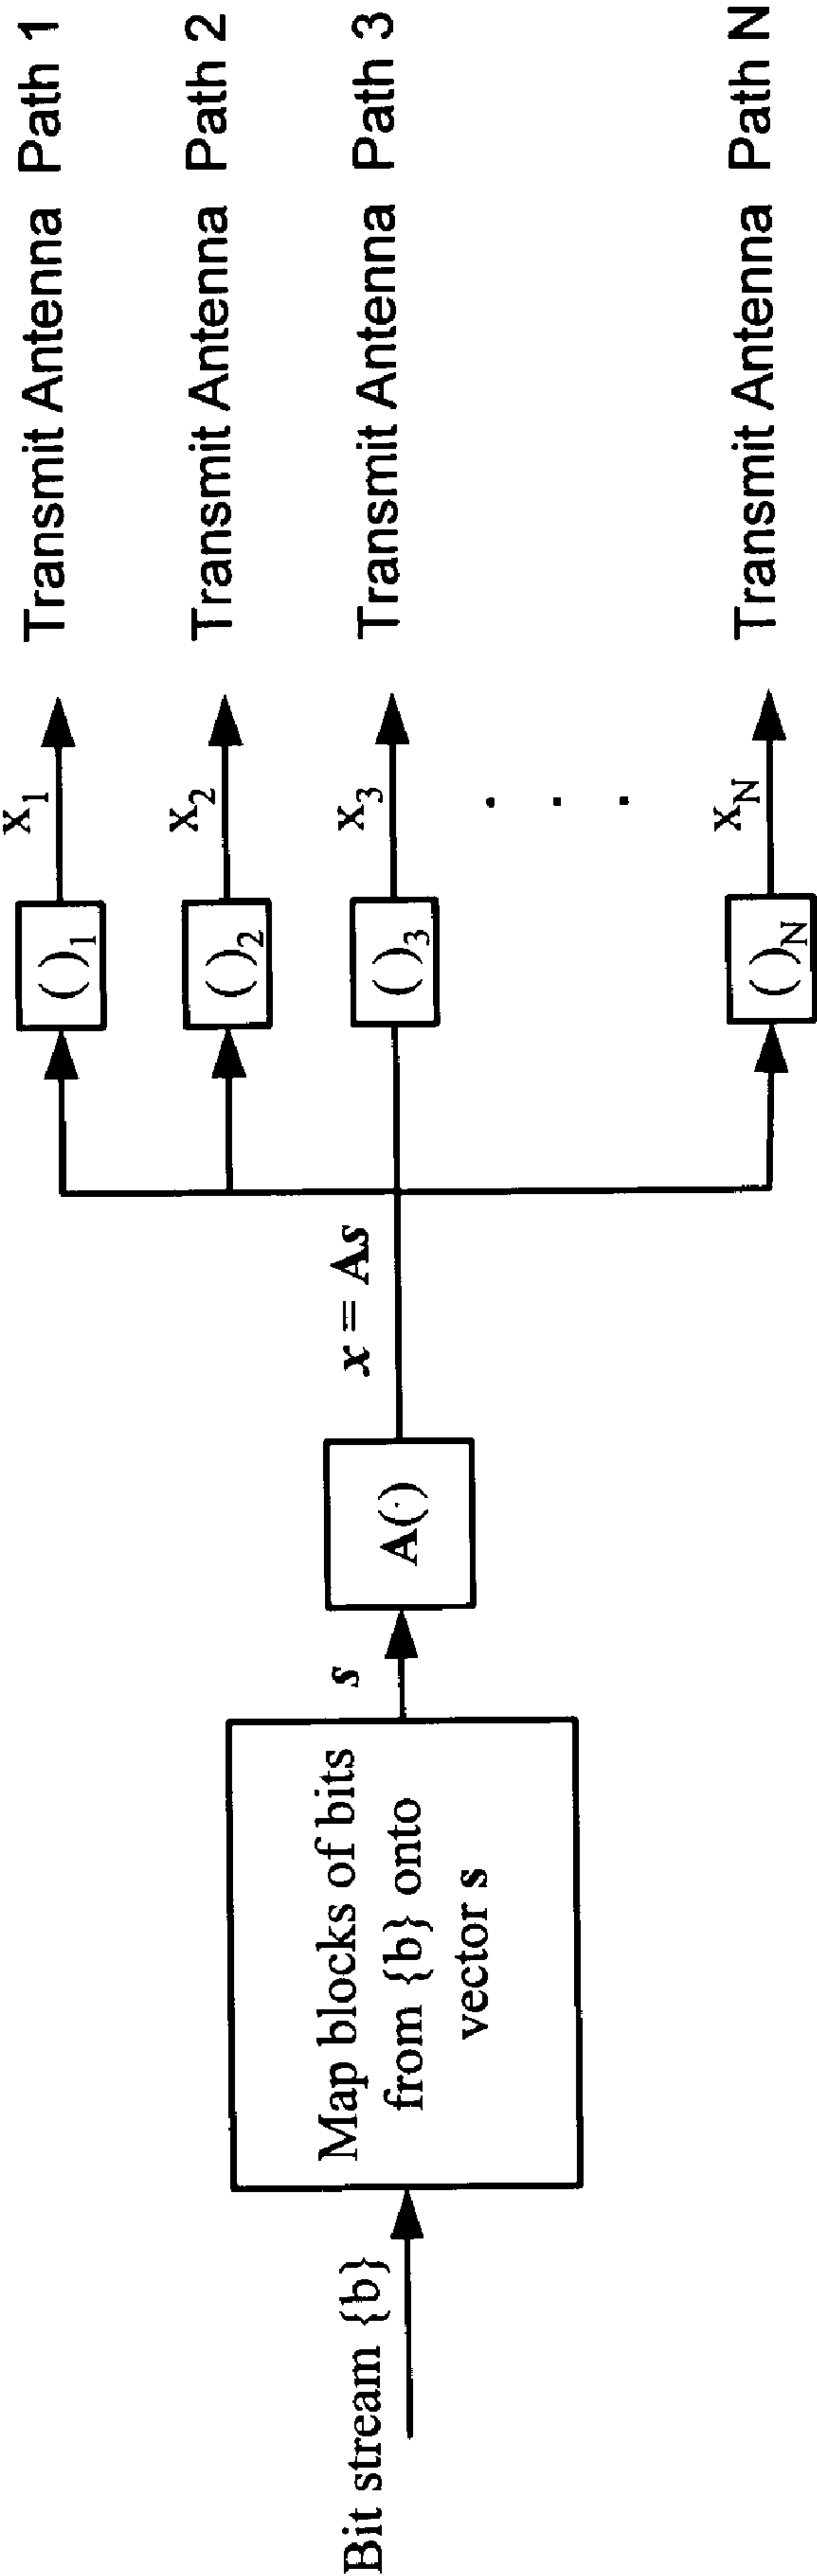 Bit stream {b}
Map blocks of bits
from {b} onto
vector s
s
A(·)
x = As
( )1
x1
Transmit Antenna Path 1
( )2
x2
Transmit Antenna Path 2
( )3
x3
Transmit Antenna Path 3
. . .
( )N
xN
Transmit Antenna Path N